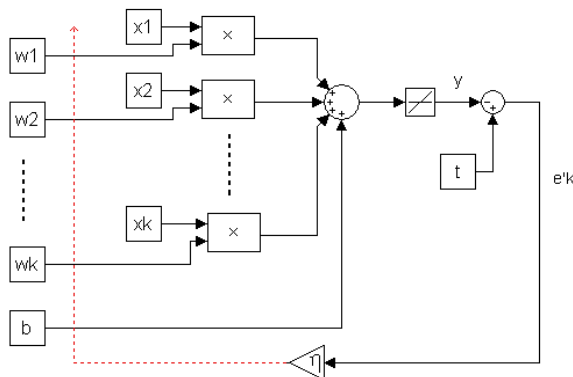 x1
×
w1
x2
×
w2
+
+
+
+
y
-
+
t
e'k
xk
×
wk
b
η